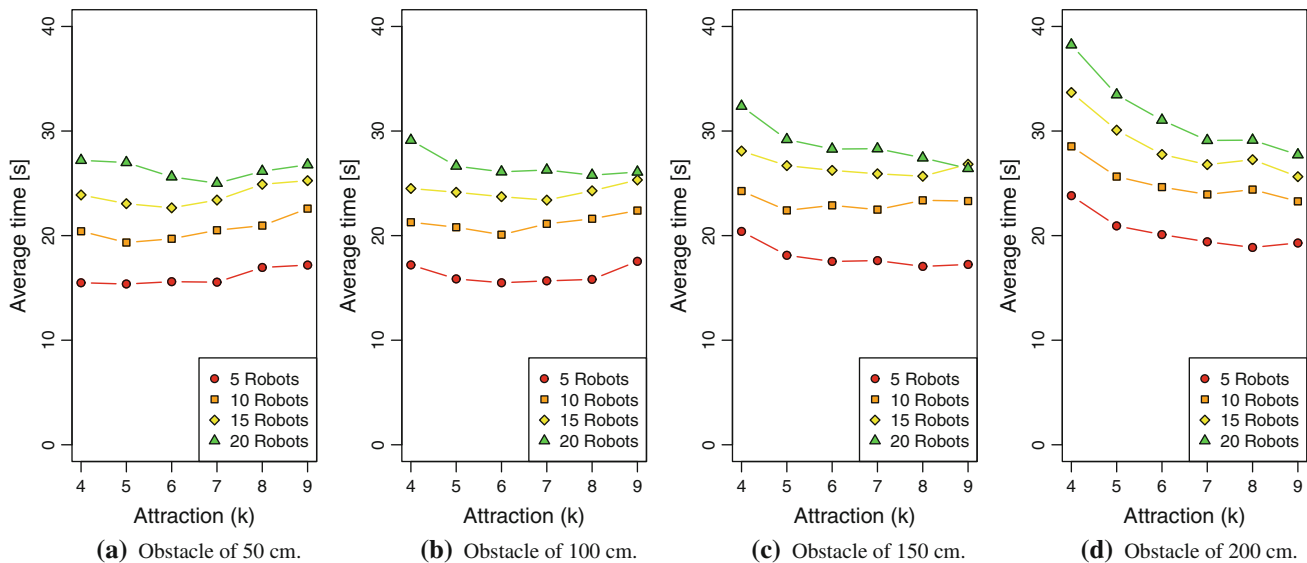 Average time [s]
0
10
20
30
40
4 5 6 7 8 9
Attraction (k)
5 Robots
10 Robots
15 Robots
20 Robots
(a) Obstacle of 50 cm.
Average time [s]
0
10
20
30
40
4 5 6 7 8 9
Attraction (k)
5 Robots
10 Robots
15 Robots
20 Robots
(b) Obstacle of 100 cm.
Average time [s]
0
10
20
30
40
4 5 6 7 8 9
Attraction (k)
5 Robots
10 Robots
15 Robots
20 Robots
(c) Obstacle of 150 cm.
Average time [s]
0
10
20
30
40
4 5 6 7 8 9
Attraction (k)
5 Robots
10 Robots
15 Robots
20 Robots
(d) Obstacle of 200 cm.